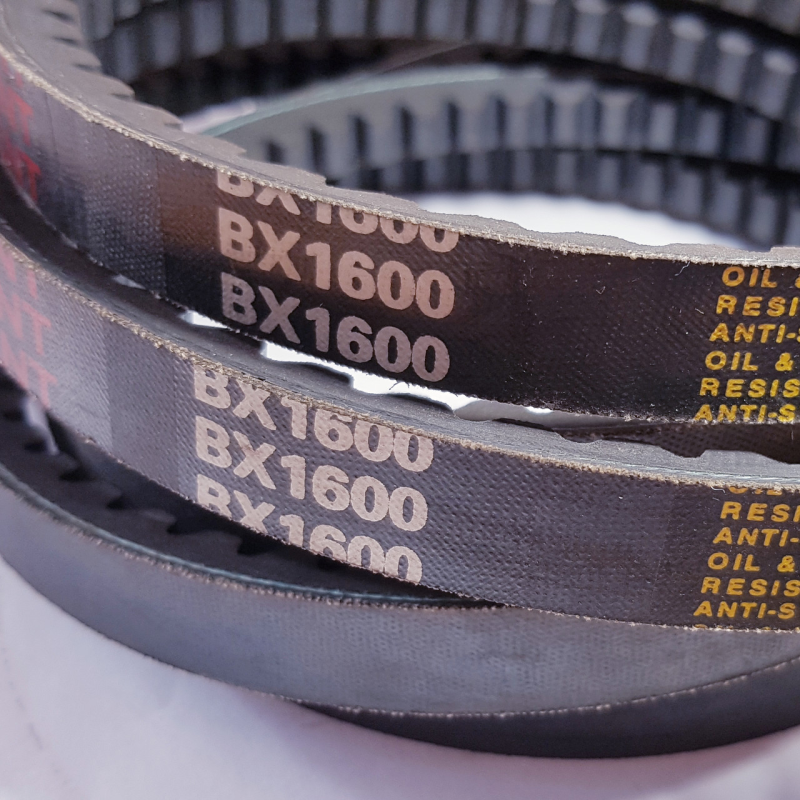 BX1600
BX1600
BX1600
OIL &
RESIS
ANTI-S
OIL &
RESIS
ANTI-S
BX1600
BX1600
BX1600
RESIS
ANTI-
OIL &
RESIS
ANTI-S